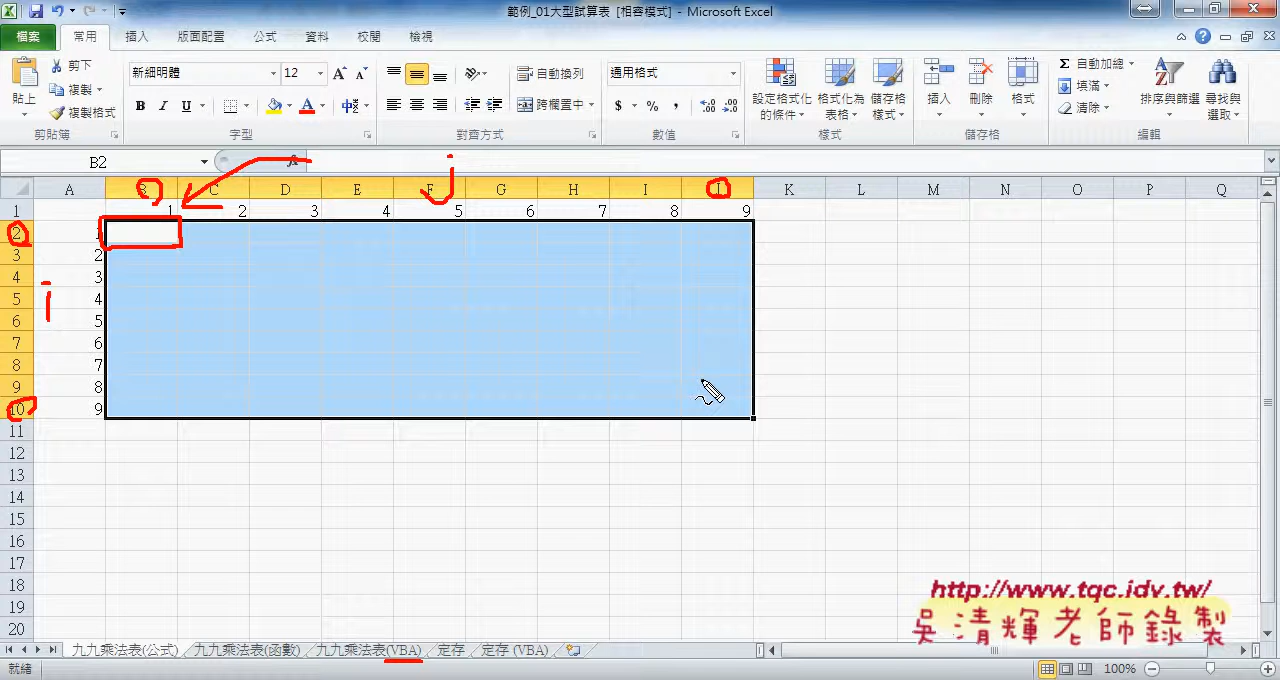 範例_01大型試算表 [相容模式] - Microsoft Excel
檔案 常用 插入 版面配置 公式 資料 校閱 檢視
貼上 剪下 複製 複製格式 新細明體 12 自動換列 跨欄置中 通用格式 設定格式化的條件 格式化為表格 儲存格樣式 插入 刪除 格式 自動加總 填滿 清除 排序與篩選 尋找與選取
B I U A $ % ,
剪貼簿 字型 對齊方式 數值 樣式 儲存格 編輯
B2 fx
j
A B C D E F G H I J K L M N O P Q
1 1 2 3 4 5 6 7 8 9
2 1
3 2
4 3
i
5 4
6 5
7 6
8 7
9 8
10 9
11
12
13
14
15
16
17
18
19
20
http://www.tqc.idv.tw/
吳清輝老師錄製
九九乘法表(公式) 九九乘法表(函數) 九九乘法表(VBA) 定存 定存(VBA)
就緒 100%